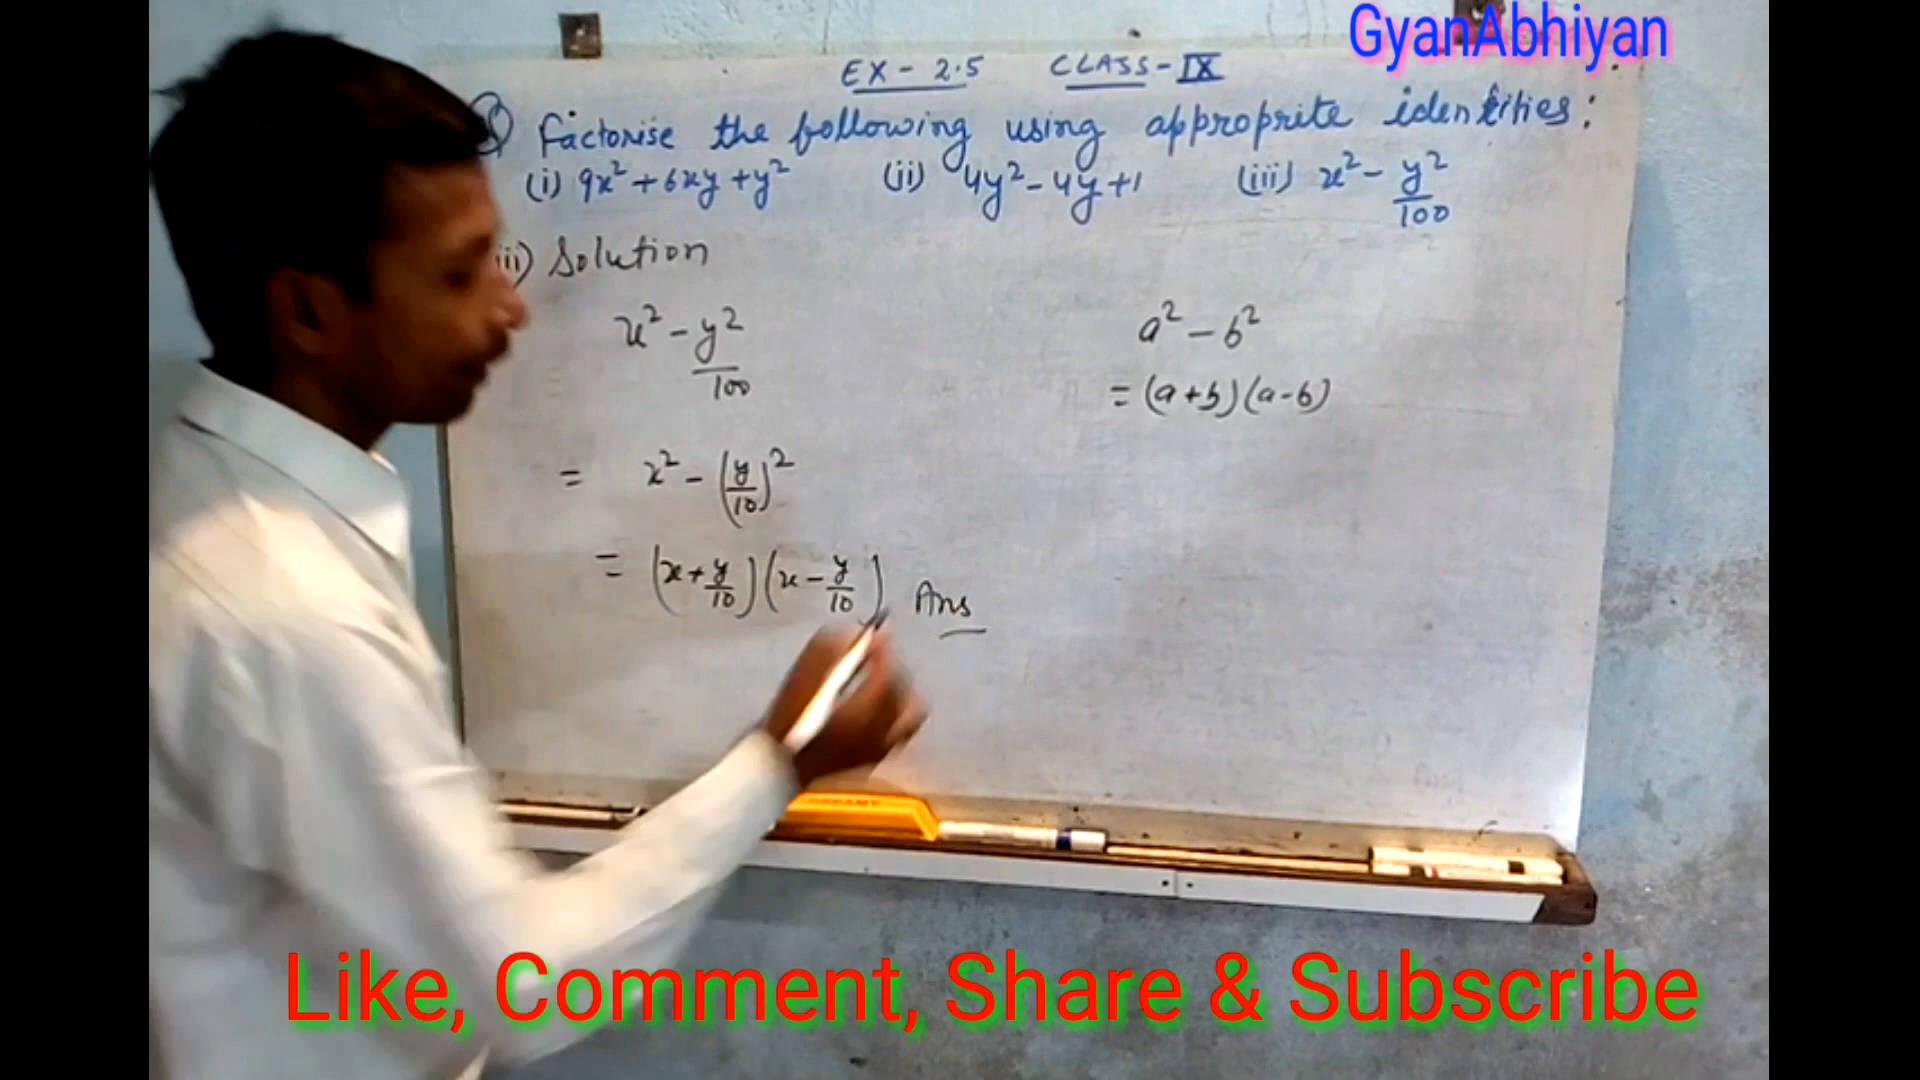 GyanAbhiyan
EX - 2.5 CLASS - IX
Factorise the following using approprite identities:
(i) 9x² + 6xy + y² (ii) 4y² - 4y + 1 (iii) x² - y²/100
iii) Solution
x² - y²/100 a² - b²
= (a+b)(a-b)
= x² - (y/10)²
= (x + y/10)(x - y/10) Ans
Like, Comment, Share & Subscribe